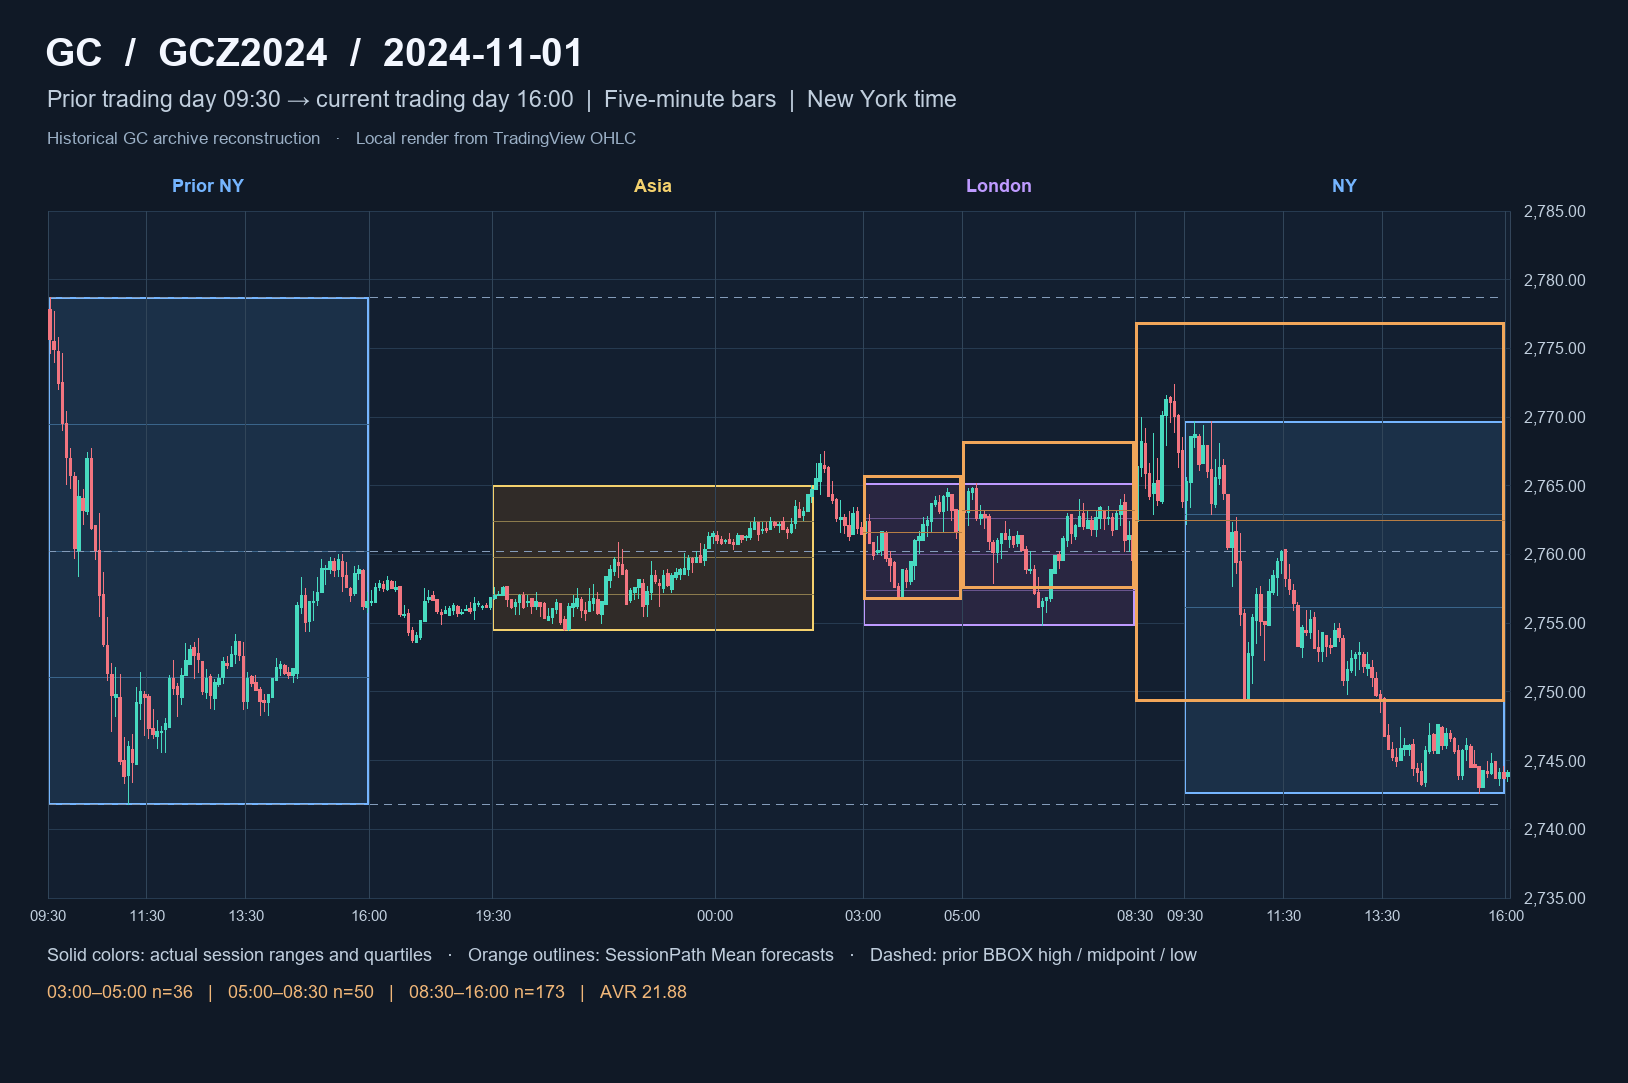 GC / GCZ2024 / 2024-11-01
Prior trading day 09:30 → current trading day 16:00 | Five-minute bars | New York time
Historical GC archive reconstruction · Local render from TradingView OHLC
Prior NY Asia London NY
2,785.00
2,780.00
2,775.00
2,770.00
2,765.00
2,760.00
2,755.00
2,750.00
2,745.00
2,740.00
2,735.00
09:30 11:30 13:30 16:00 19:30 00:00 03:00 05:00 08:30 09:30 11:30 13:30 16:00
Solid colors: actual session ranges and quartiles · Orange outlines: SessionPath Mean forecasts · Dashed: prior BBOX high / midpoint / low
03:00–05:00 n=36 | 05:00–08:30 n=50 | 08:30–16:00 n=173 | AVR 21.88